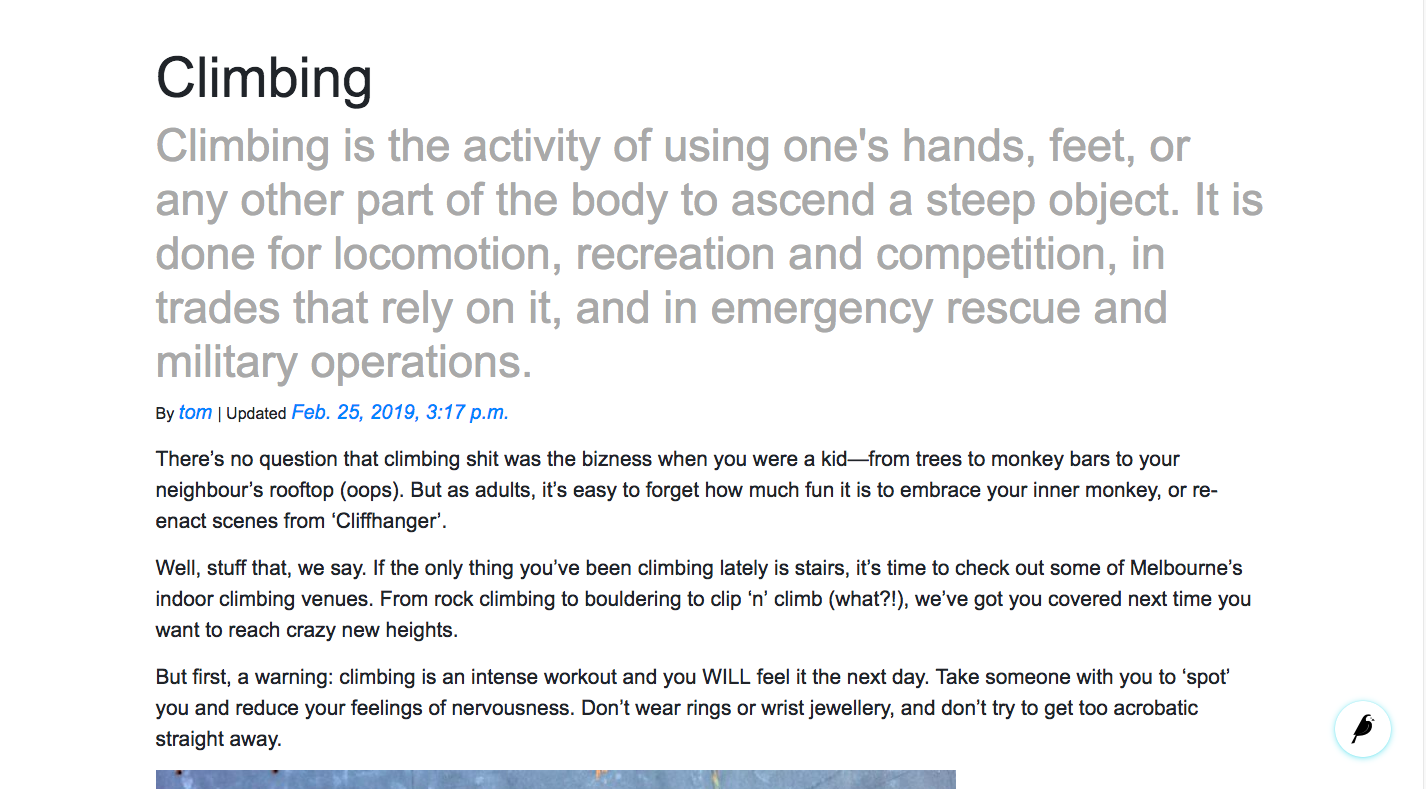 Climbing
Climbing is the activity of using one's hands, feet, or
any other part of the body to ascend a steep object. It is
done for locomotion, recreation and competition, in
trades that rely on it, and in emergency rescue and
military operations.
By tom | Updated Feb. 25, 2019, 3:17 p.m.
There’s no question that climbing shit was the bizness when you were a kid—from trees to monkey bars to your
neighbour’s rooftop (oops). But as adults, it’s easy to forget how much fun it is to embrace your inner monkey, or re-
enact scenes from ‘Cliffhanger’.
Well, stuff that, we say. If the only thing you’ve been climbing lately is stairs, it’s time to check out some of Melbourne’s
indoor climbing venues. From rock climbing to bouldering to clip ‘n’ climb (what?!), we’ve got you covered next time you
want to reach crazy new heights.
But first, a warning: climbing is an intense workout and you WILL feel it the next day. Take someone with you to ‘spot’
you and reduce your feelings of nervousness. Don’t wear rings or wrist jewellery, and don’t try to get too acrobatic
straight away.